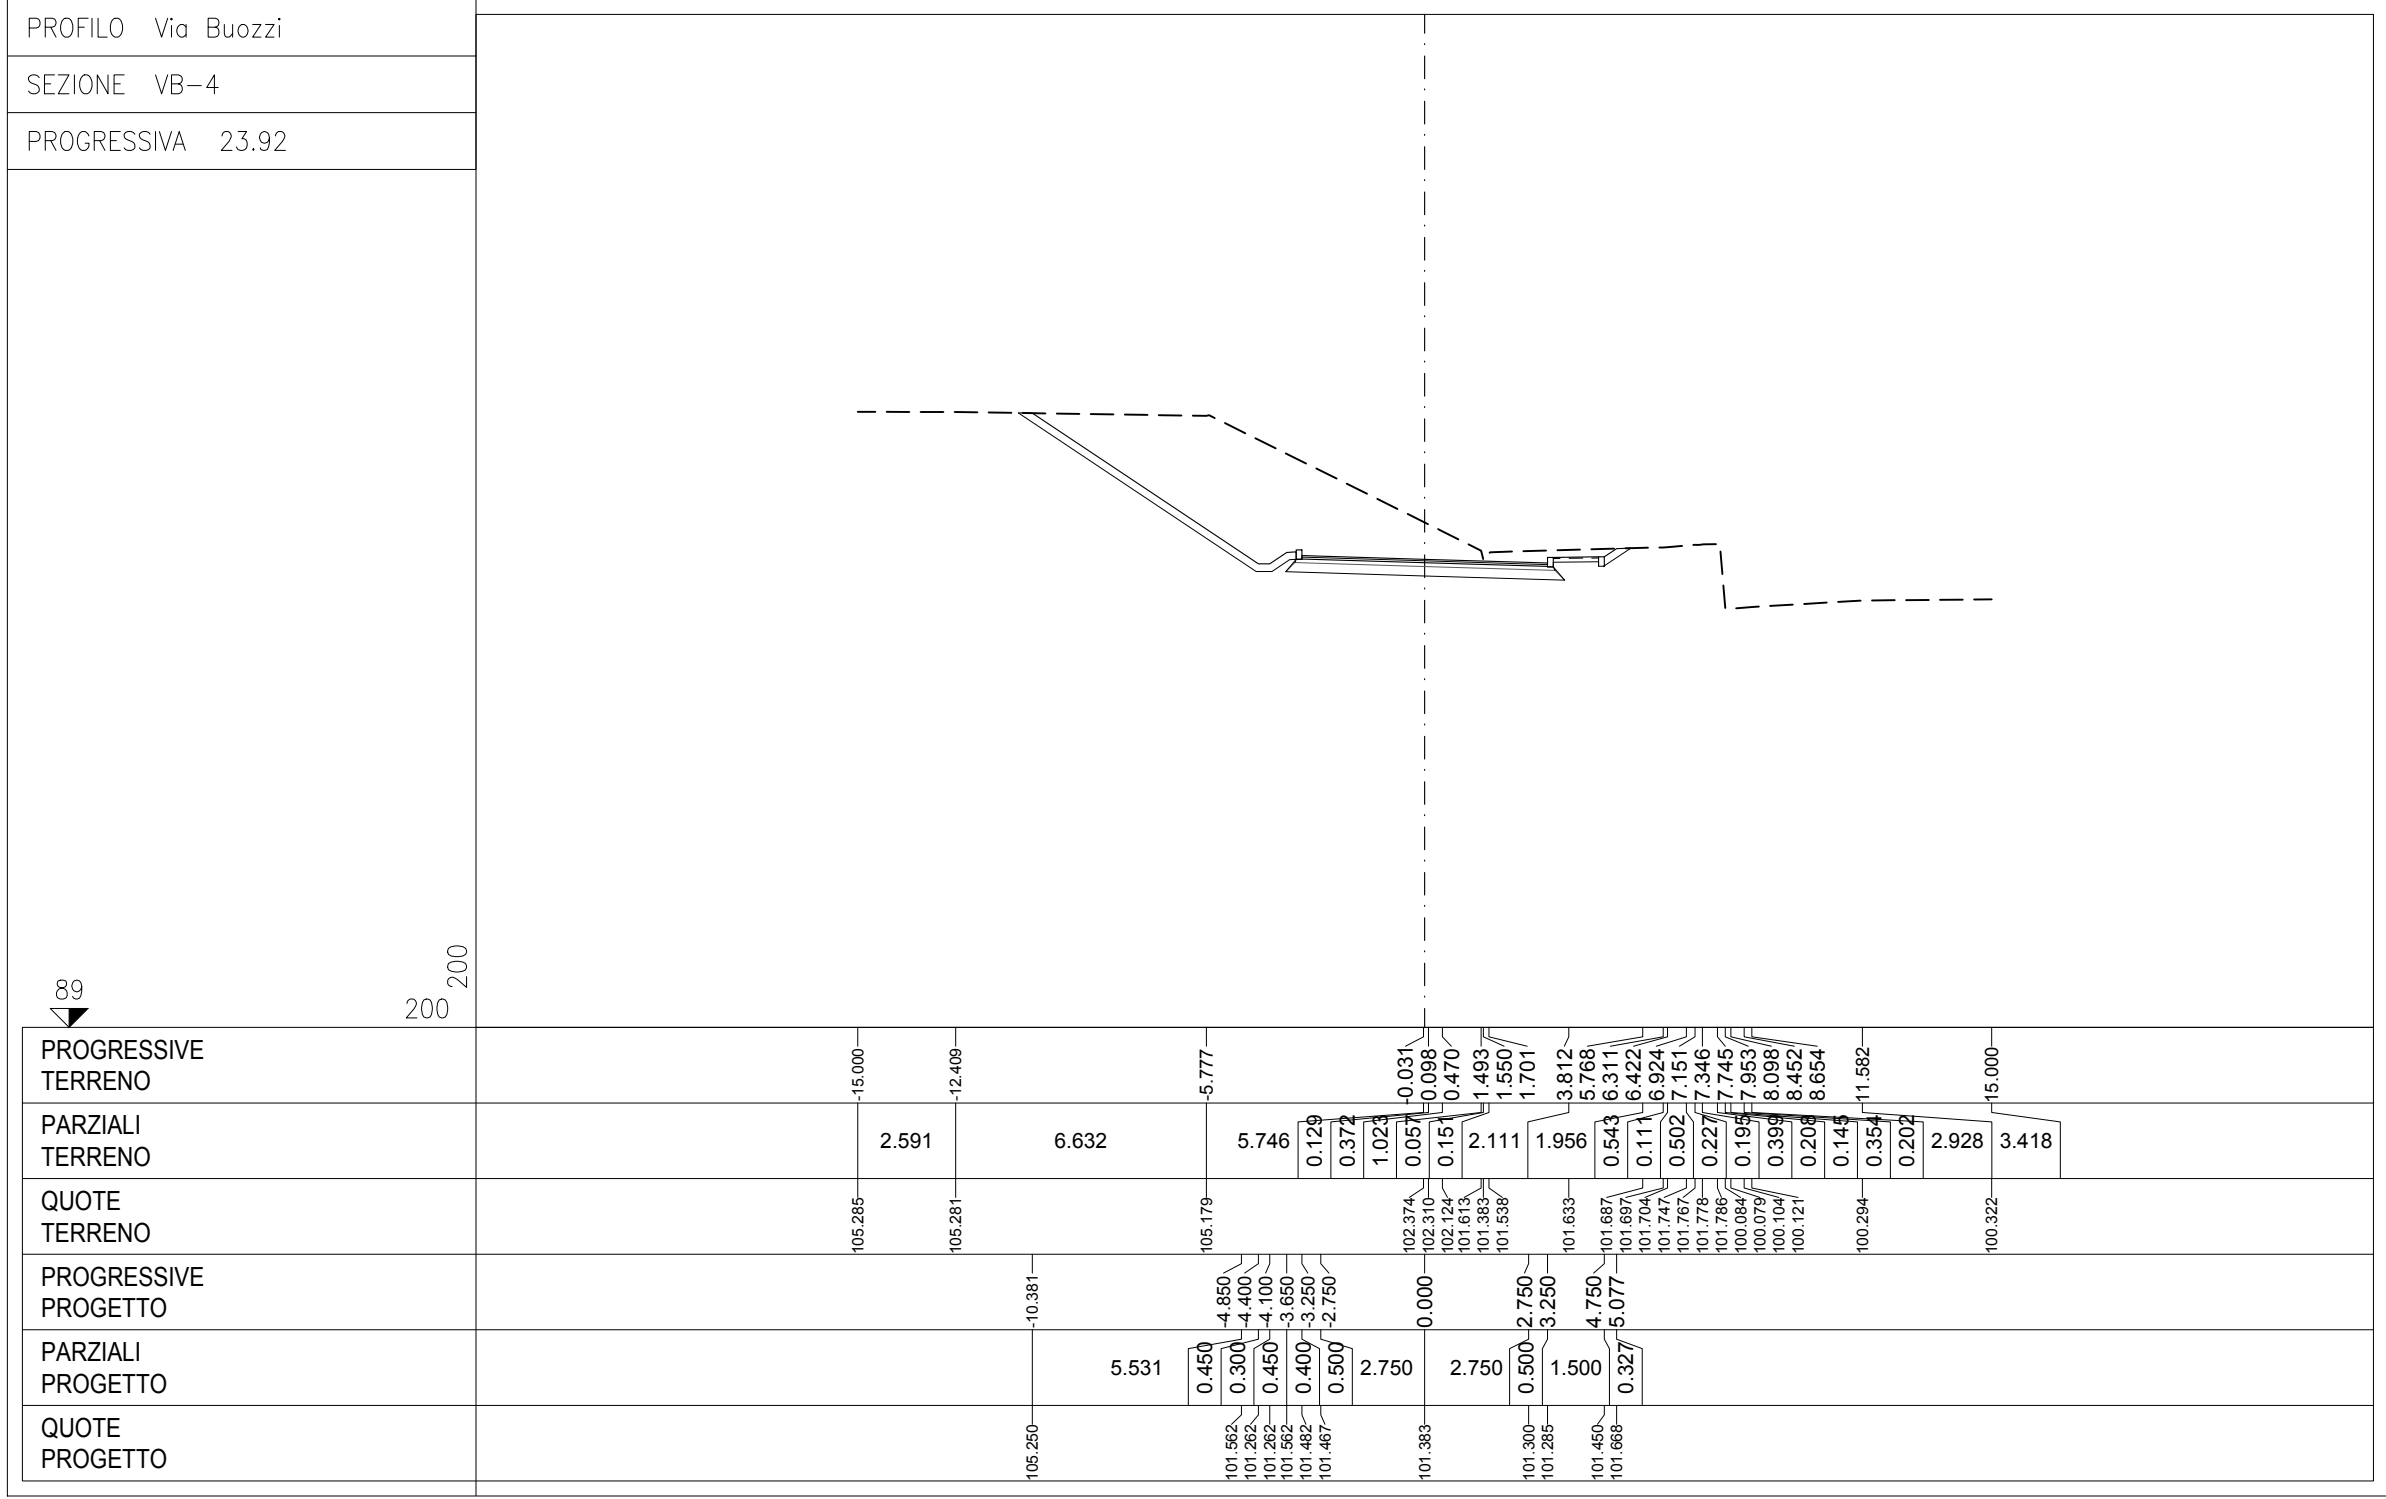 PROFILO Via Buozzi
SEZIONE VB-4
PROGRESSIVA 23.92
200
89
200
PROGRESSIVE
TERRENO
-15.000 -12.409 -5.777 -0.031 0.098 0.470 1.493 1.550 1.701 3.812 5.768 6.311 6.422 6.924 7.151 7.346 7.745 7.953 8.098 8.452 8.654 11.582 15.000
PARZIALI
TERRENO
2.591 6.632 5.746 0.129 0.372 1.023 0.057 0.151 2.111 1.956 0.543 0.111 0.502 0.227 0.195 0.399 0.208 0.145 0.354 0.202 2.928 3.418
QUOTE
TERRENO
105.285 105.281 105.179 102.374 102.310 102.124 101.613 101.383 101.538 101.633 101.687 101.697 101.704 101.747 101.767 101.778 101.786 100.084 100.079 100.104 100.121 100.294 100.322
PROGRESSIVE
PROGETTO
-10.381 -4.850 -4.400 -4.100 -3.650 -3.250 -2.750 0.000 2.750 3.250 4.750 5.077
PARZIALI
PROGETTO
5.531 0.450 0.300 0.450 0.400 0.500 2.750 2.750 0.500 1.500 0.327
QUOTE
PROGETTO
105.250 101.562 101.262 101.262 101.562 101.482 101.467 101.383 101.300 101.285 101.450 101.668